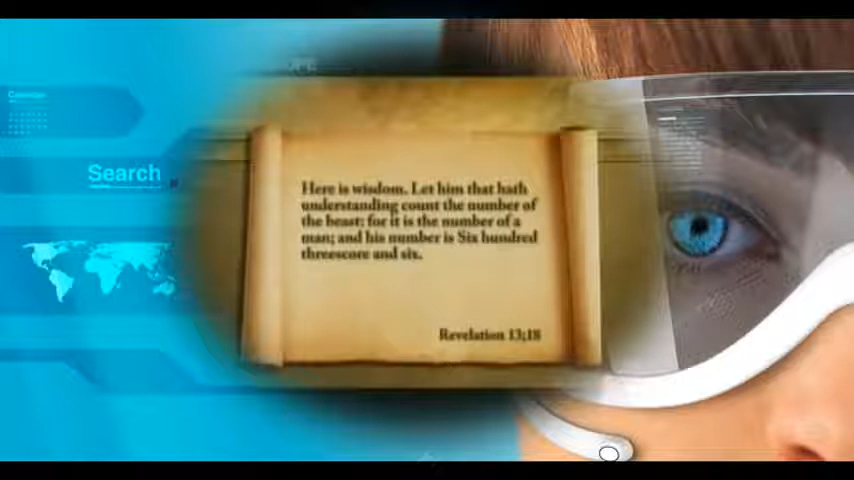 Calendar
Search
Here is wisdom. Let him that hath
understanding count the number of
the beast: for it is the number of a
man; and his number is Six hundred
threescore and six.
Revelation 13;18